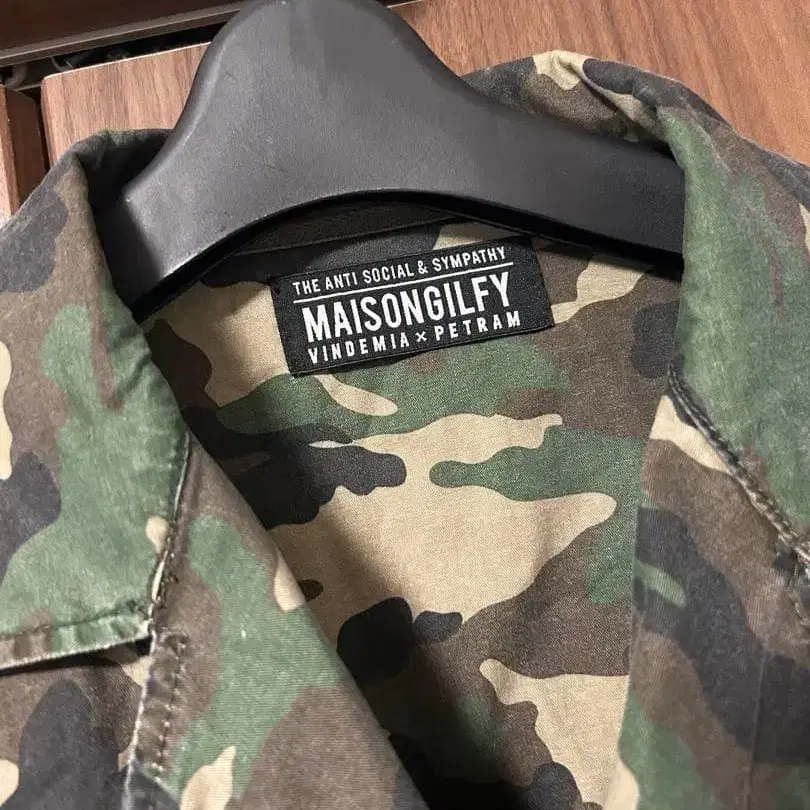 THE ANTI SOCIAL & SYMPATHY
MAISONGILFY
VINDEMIA × PETRAM